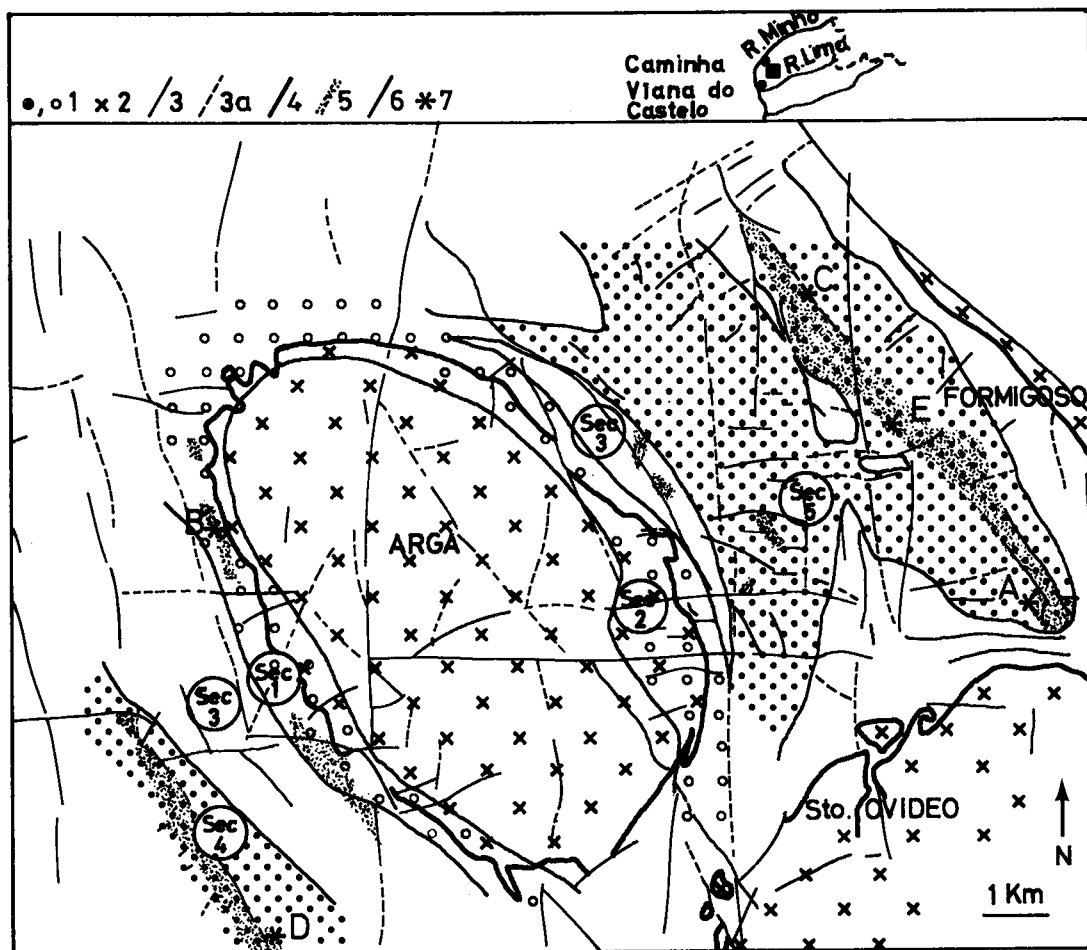 R. Minho
R. Lima
Caminha
Viana do
Castelo
●, ○ 1 × 2 / 3 / 3a / 4 / 5 / 6 * 7
C
Sec
3
E
FORMIGOSO
Sec
5
B
ARGA
Sec
2
A
Sec
1
Sec
3
Sto. OVIDEO
Sec
4
N
1 Km
D